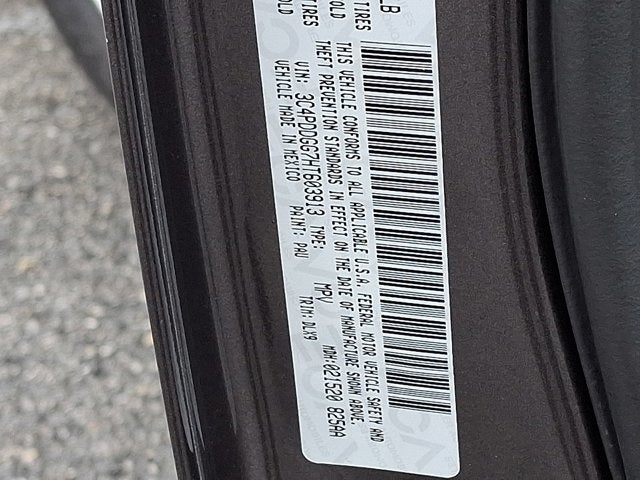 LB
TIRES
OLD
THIS VEHICLE CONFORMS TO ALL APPLICABLE U.S.A. FEDERAL MOTOR VEHICLE SAFETY AND
THEFT PREVENTION STANDARDS IN EFFECT ON THE DATE OF MANUFACTURE SHOWN ABOVE.
VIN: 3C4PDDGG7HT603913 TYPE: MPV MDH:021520 825AA
VEHICLE MADE IN MEXICO PAINT: PAU TRIM: DLX9
TIRES
OLD